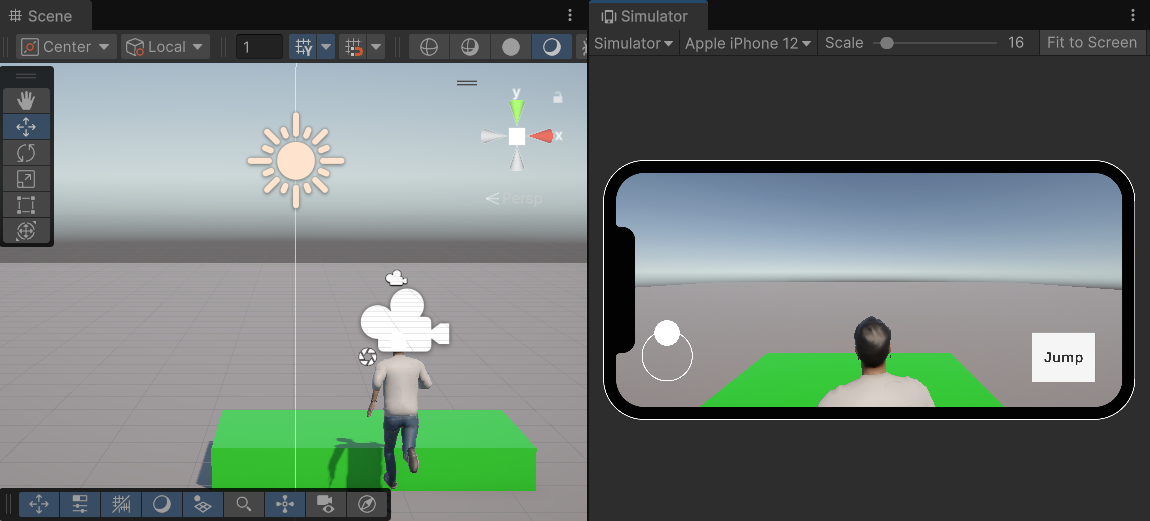 Scene
Center
Local
1
y
x
Persp
Simulator
Simulator
Apple iPhone 12
Scale
16
Fit to Screen
Jump